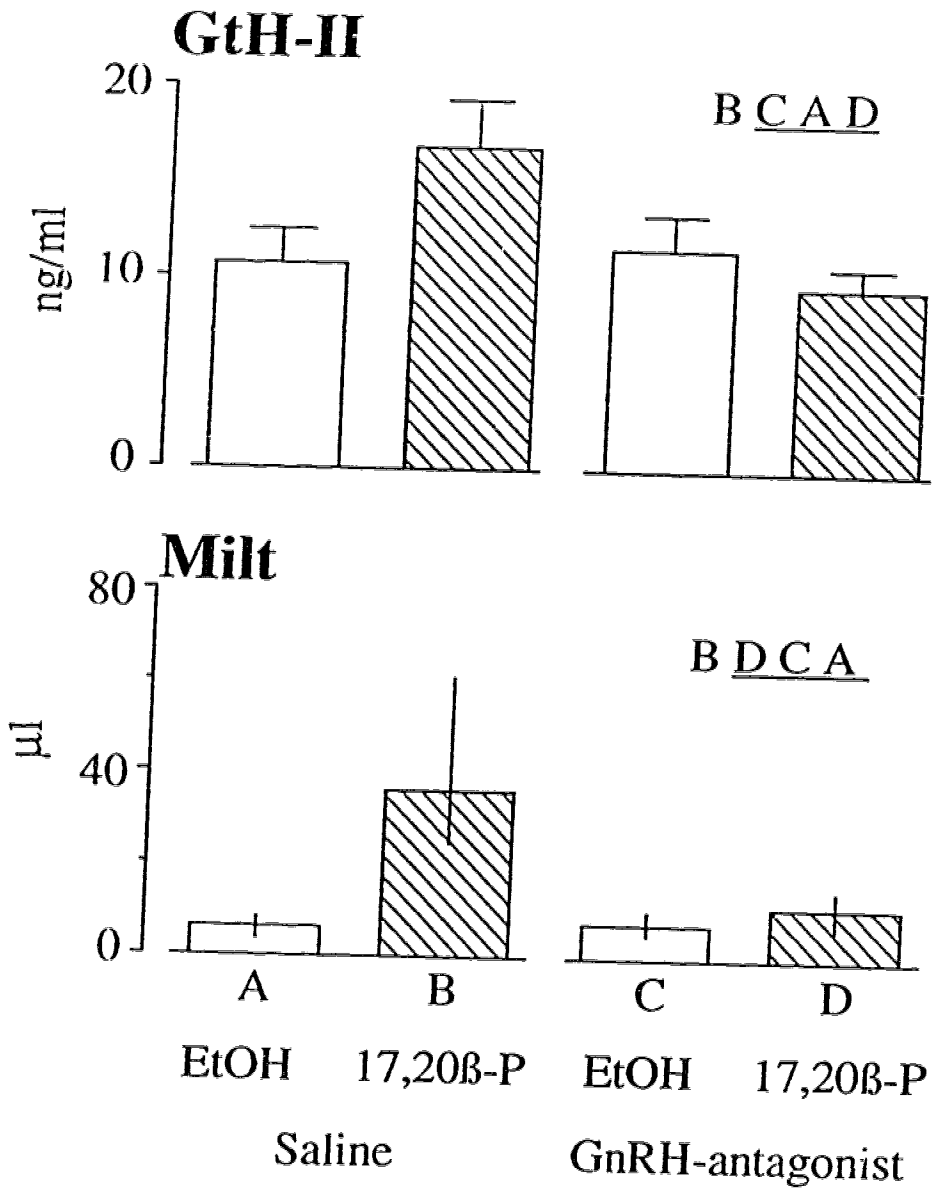 GtH-II
20
B C A D
ng/ml
10
0
Milt
80
B D C A
µl
40
0
A B C D
EtOH 17,20ß-P EtOH 17,20ß-P
Saline GnRH-antagonist